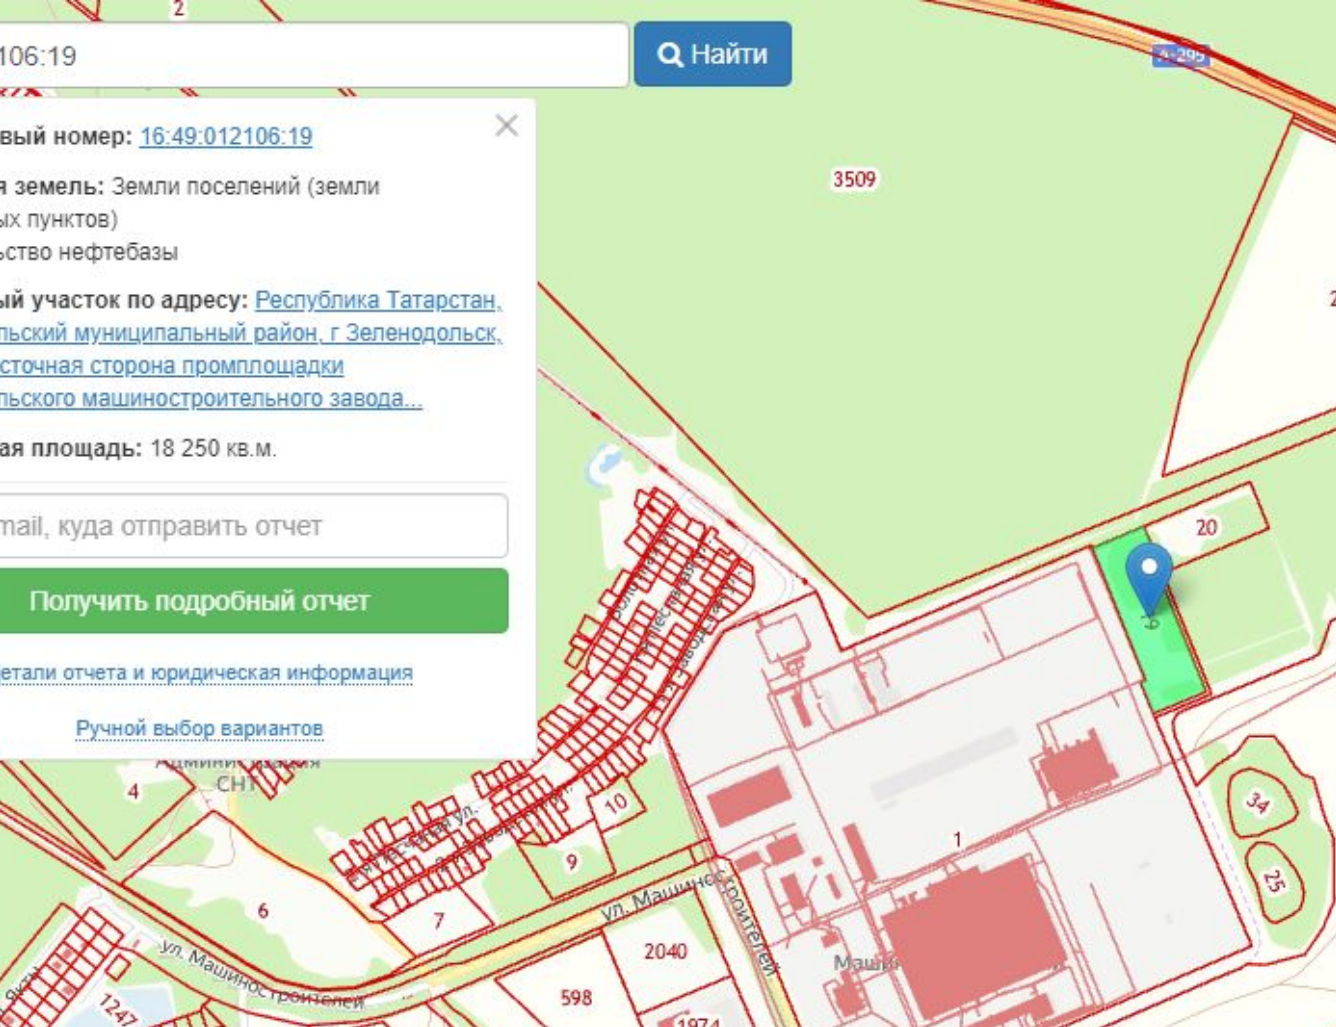 2
106:19
Найти
А-295
вый номер: 16:49:012106:19
я земель: Земли поселений (земли
ых пунктов)
ьство нефтебазы
ый участок по адресу: Республика Татарстан,
льский муниципальный район, г Зеленодольск,
сточная сторона промплощадки
льского машиностроительного завода...
ая площадь: 18 250 кв.м.
mail, куда отправить отчет
Получить подробный отчет
етали отчета и юридическая информация
Ручной выбор вариантов
3509
20
19
СНТ
4
10
9
34
1
25
6
7
ул. Машиностроителей
ул. Машиностроителей
2040
Маши
598
1247
1974